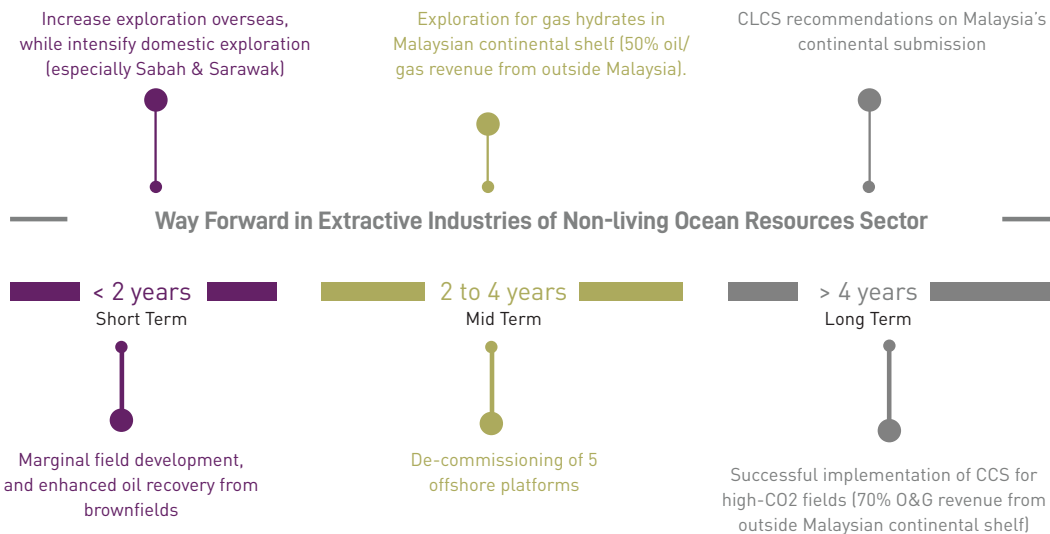 Increase exploration overseas,
while intensify domestic exploration
(especially Sabah & Sarawak)
Exploration for gas hydrates in
Malaysian continental shelf (50% oil/
gas revenue from outside Malaysia).
CLCS recommendations on Malaysia’s
continental submission
Way Forward in Extractive Industries of Non-living Ocean Resources Sector
< 2 years
Short Term
2 to 4 years
Mid Term
> 4 years
Long Term
Marginal field development,
and enhanced oil recovery from
brownfields
De-commissioning of 5
offshore platforms
Successful implementation of CCS for
high-CO2 fields (70% O&G revenue from
outside Malaysian continental shelf)